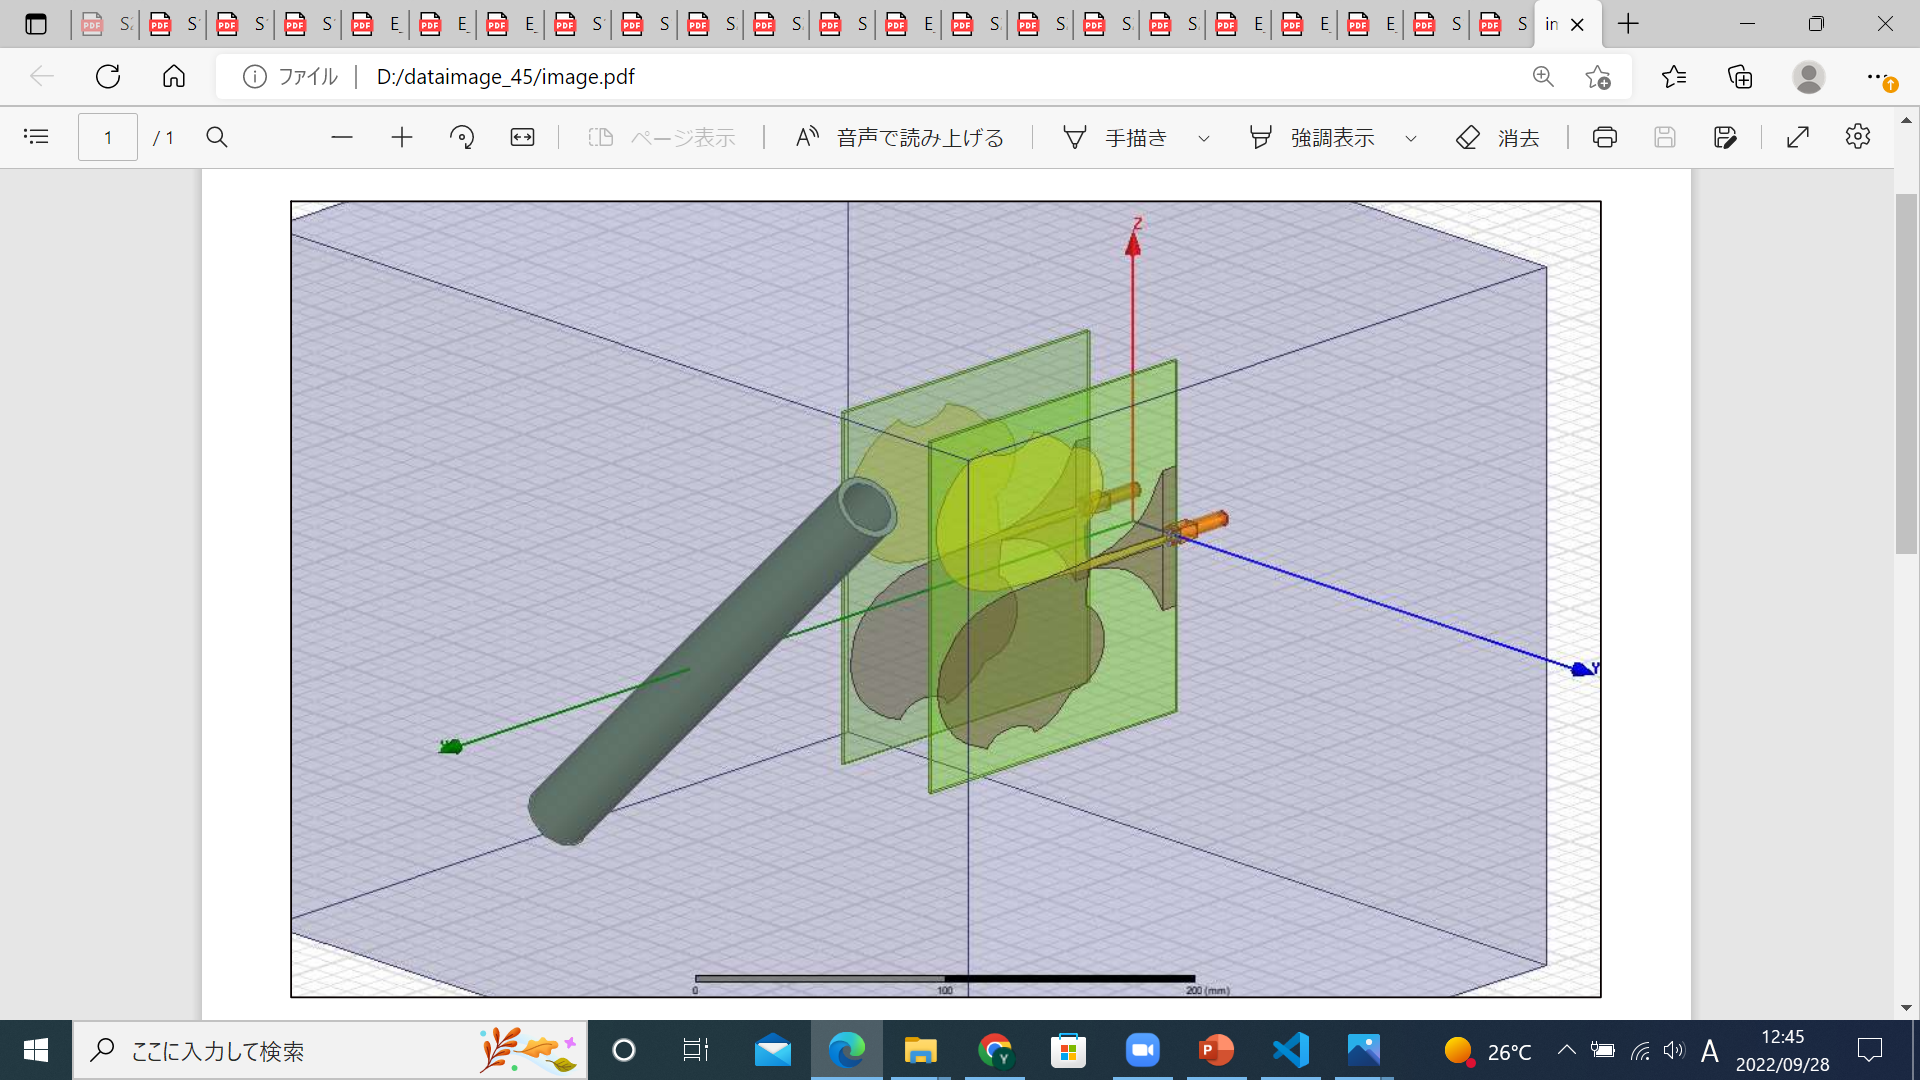 S
S
S
S
E
E
E
S
S
S
S
S
E
S
S
S
S
E
E
E
S
S
in
ファイル D:/dataimage_45/image.pdf
1 / 1 ページ表示 音声で読み上げる 手描き 強調表示 消去
Z
Y
0 100 200 (mm)
ここに入力して検索
26°C A 12:45
2022/09/28